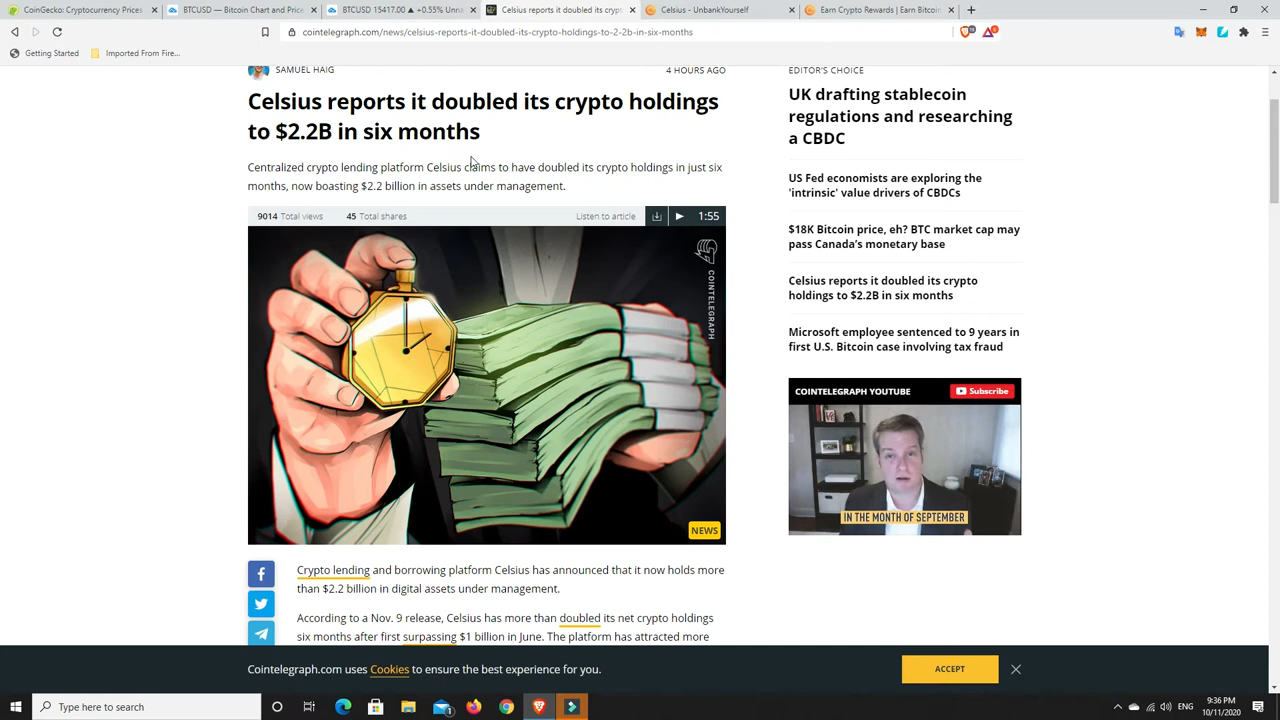 CoinGecko: Cryptocurrency Prices
BTCUSD — Bitcoin Chart and Price
BTCUSD 15417.00 ▲ +0.55% Unna
Celsius reports it doubled its crypt
Celsius - UnbankYourself
Earn Crypto Rewards | Earn Bitcoin
cointelegraph.com/news/celsius-reports-it-doubled-its-crypto-holdings-to-2-2b-in-six-months
Getting Started
Imported From Fire...
SAMUEL HAIG
4 HOURS AGO
Celsius reports it doubled its crypto holdings
to $2.2B in six months
Centralized crypto lending platform Celsius claims to have doubled its crypto holdings in just six
months, now boasting $2.2 billion in assets under management.
9014 Total views
45 Total shares
Listen to article
1:55
COINTELEGRAPH
NEWS
Crypto lending and borrowing platform Celsius has announced that it now holds more
than $2.2 billion in digital assets under management.
According to a Nov. 9 release, Celsius has more than doubled its net crypto holdings
six months after first surpassing $1 billion in June. The platform has attracted more
EDITOR'S CHOICE
UK drafting stablecoin
regulations and researching
a CBDC
US Fed economists are exploring the
'intrinsic' value drivers of CBDCs
$18K Bitcoin price, eh? BTC market cap may
pass Canada's monetary base
Celsius reports it doubled its crypto
holdings to $2.2B in six months
Microsoft employee sentenced to 9 years in
first U.S. Bitcoin case involving tax fraud
COINTELEGRAPH YOUTUBE
Subscribe
IN THE MONTH OF SEPTEMBER
Cointelegraph.com uses Cookies to ensure the best experience for you.
ACCEPT
Type here to search
ENG
9:36 PM
10/11/2020